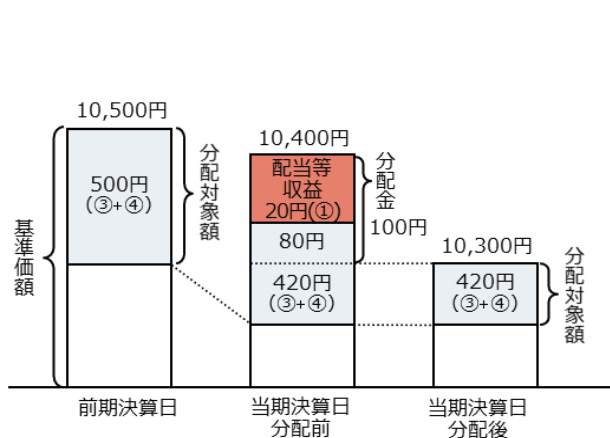 10,500円
500円
(③+④)
分配対象額
基準価額
前期決算日
10,400円
配当等
収益
20円(①)
80円
420円
(③+④)
分配金
100円
当期決算日
分配前
10,300円
420円
(③+④)
分配対象額
当期決算日
分配後